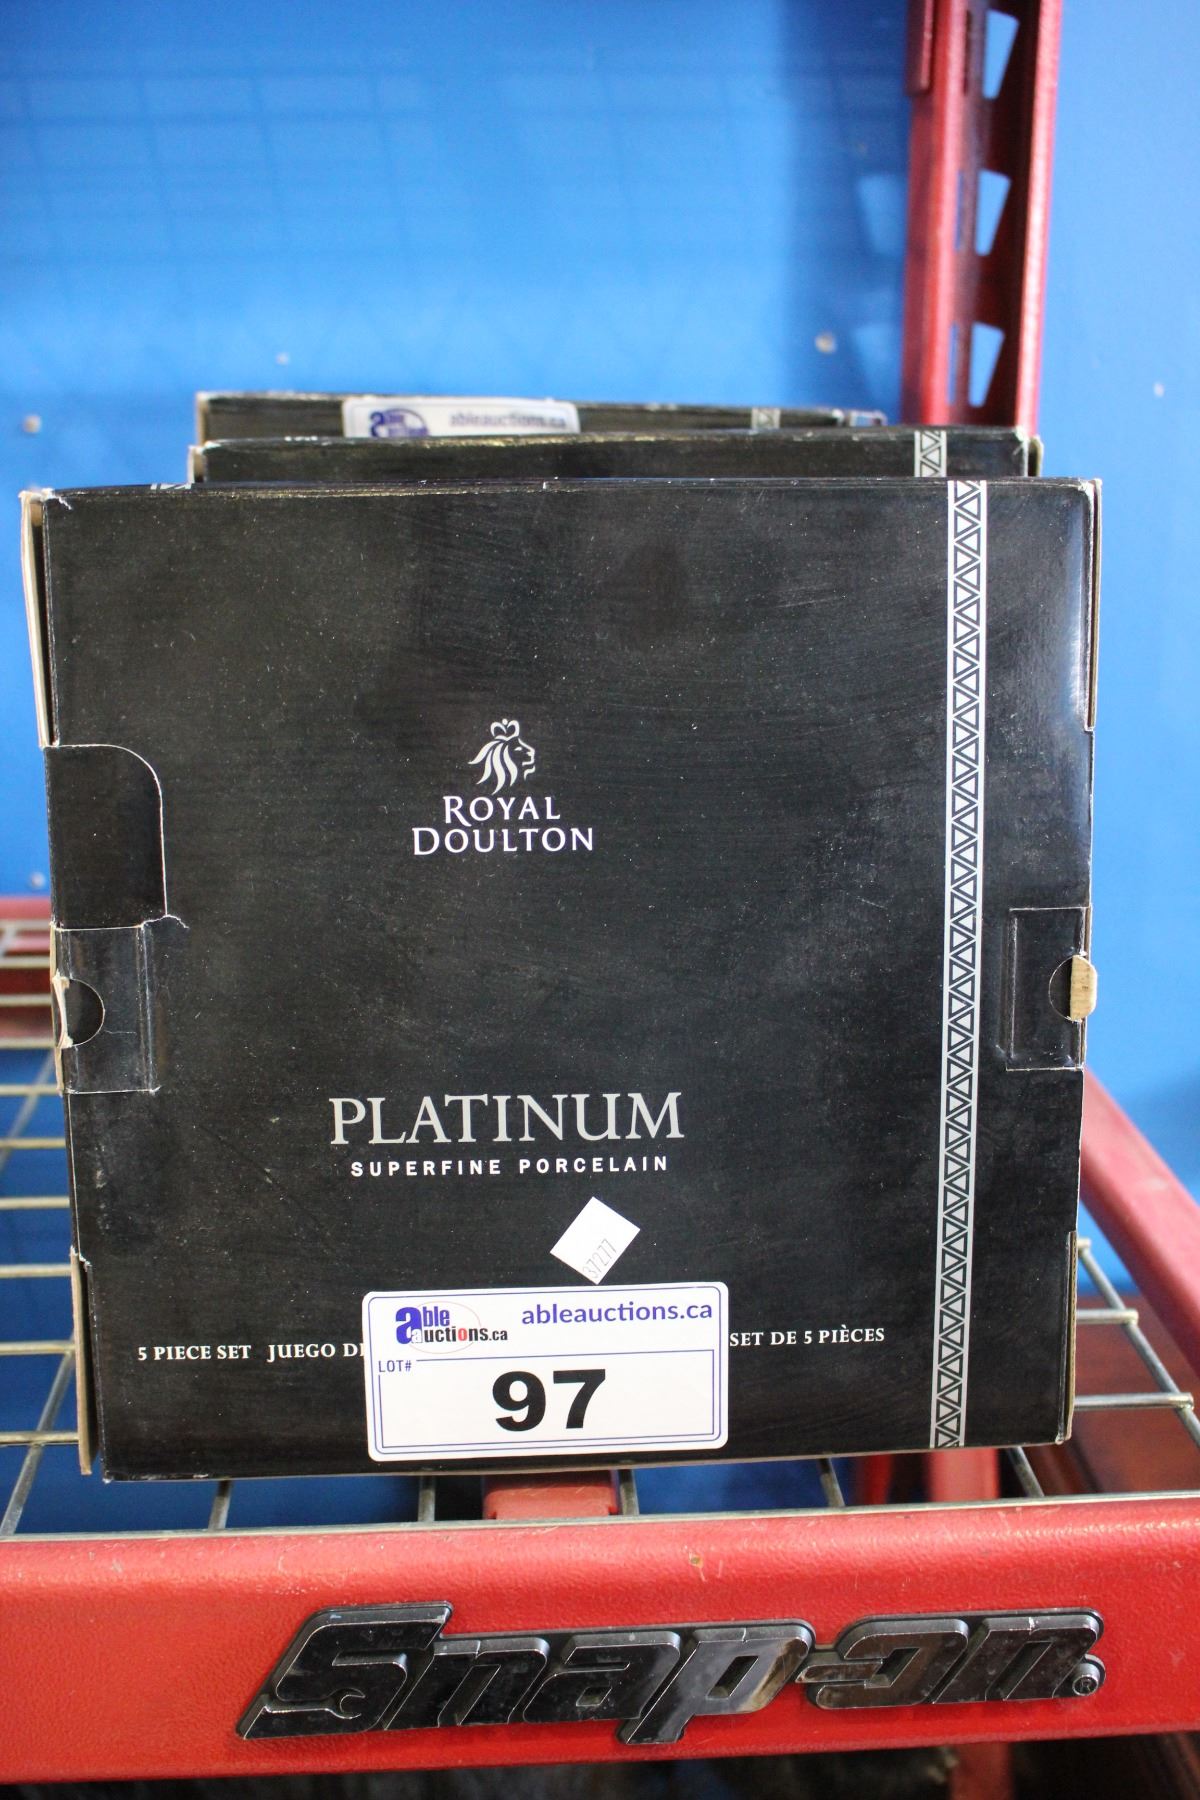 ableauctions.ca
ROYAL
DOULTON
PLATINUM
SUPERFINE PORCELAIN
37277
able auctions.ca ableauctions.ca
5 PIECE SET JUEGO DE SET DE 5 PIÈCES
LOT#
97
Snap-on®